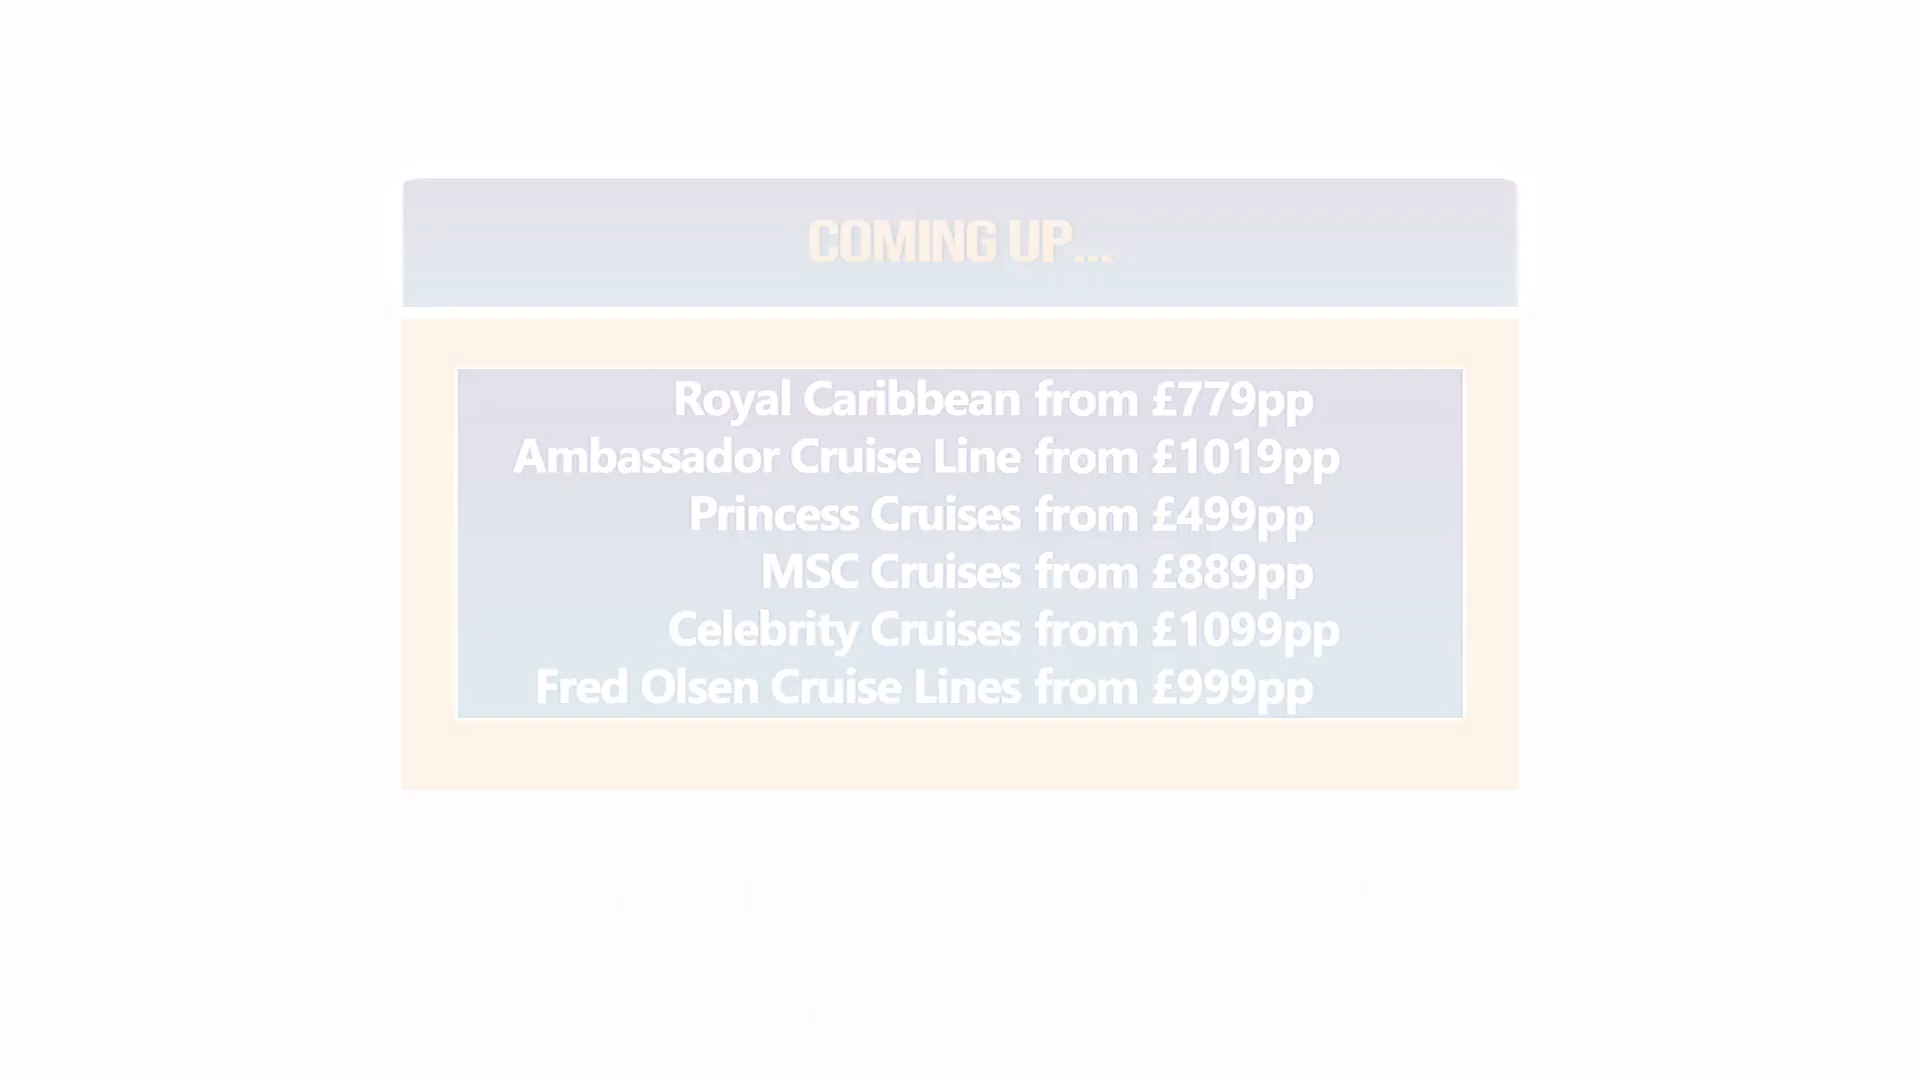 COMING UP...
Royal Caribbean from £779pp
Ambassador Cruise Line from £1019pp
Princess Cruises from £499pp
MSC Cruises from £889pp
Celebrity Cruises from £1099pp
Fred Olsen Cruise Lines from £999pp